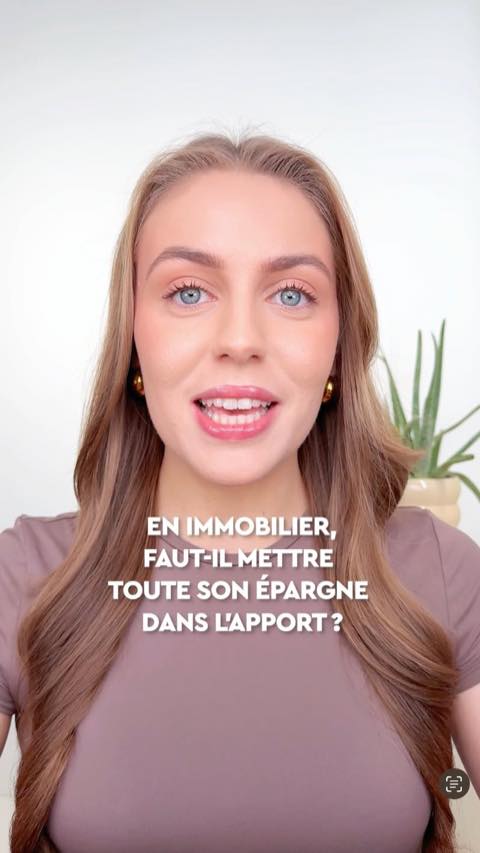 EN IMMOBILIER,
FAUT-IL METTRE
TOUTE SON ÉPARGNE
DANS L'APPORT ?